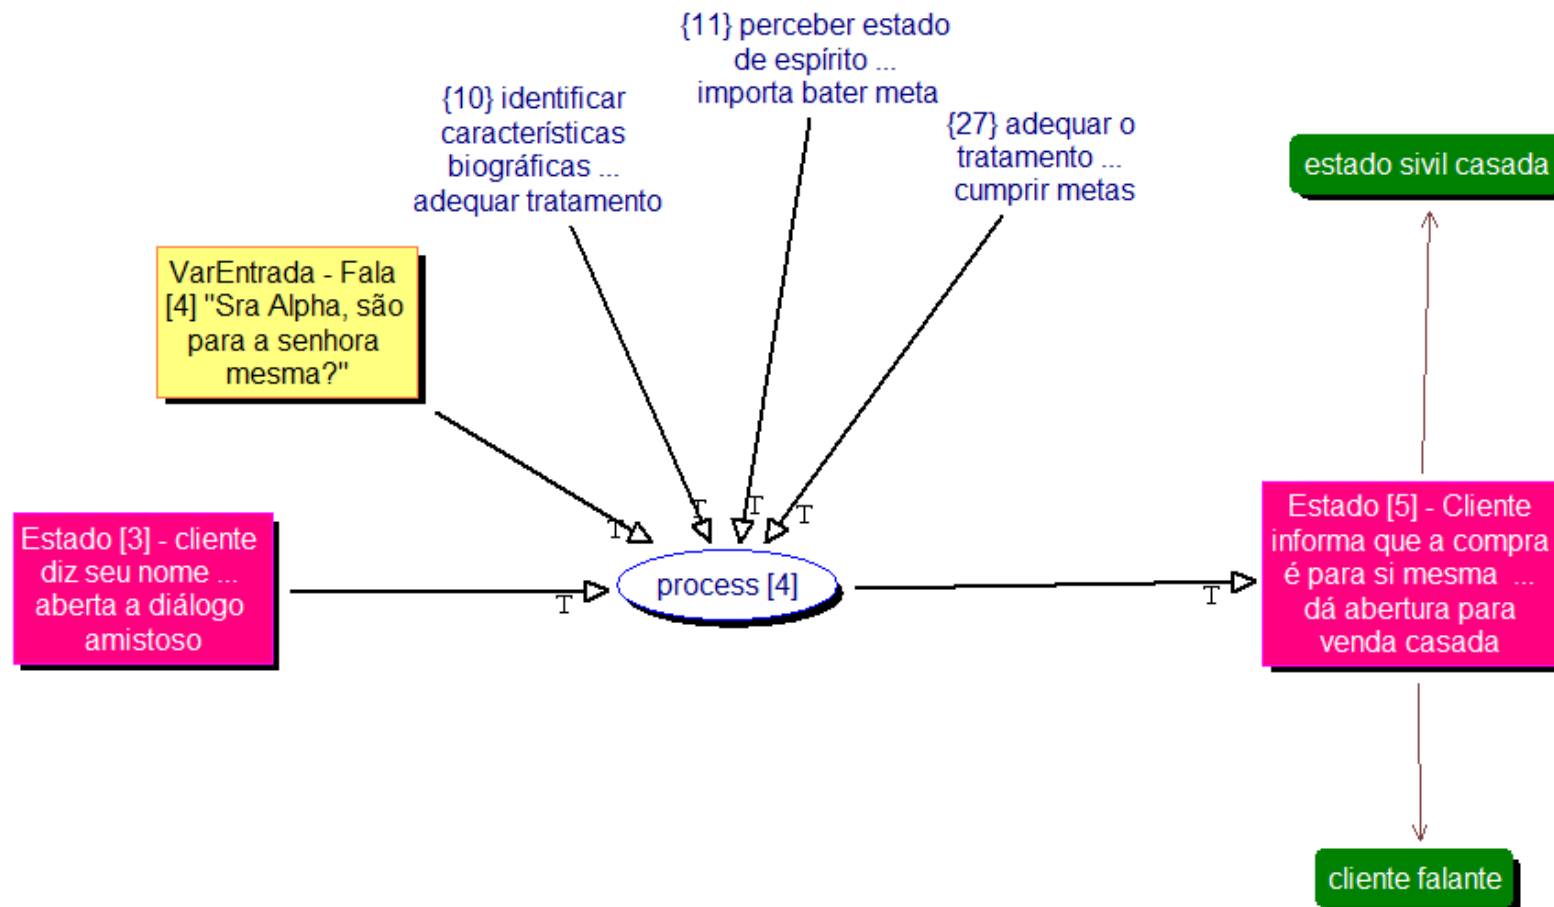 {11} perceber estado
de espírito ...
importa bater meta
{10} identificar
características
biográficas ...
adequar tratamento
{27} adequar o
tratamento ...
cumprir metas
estado sivil casada
VarEntrada - Fala
[4] "Sra Alpha, são
para a senhora
mesma?"
T
T
T
T
Estado [3] - cliente
diz seu nome ...
aberta a diálogo
amistoso
T
process [4]
T
Estado [5] - Cliente
informa que a compra
é para si mesma ...
dá abertura para
venda casada
cliente falante